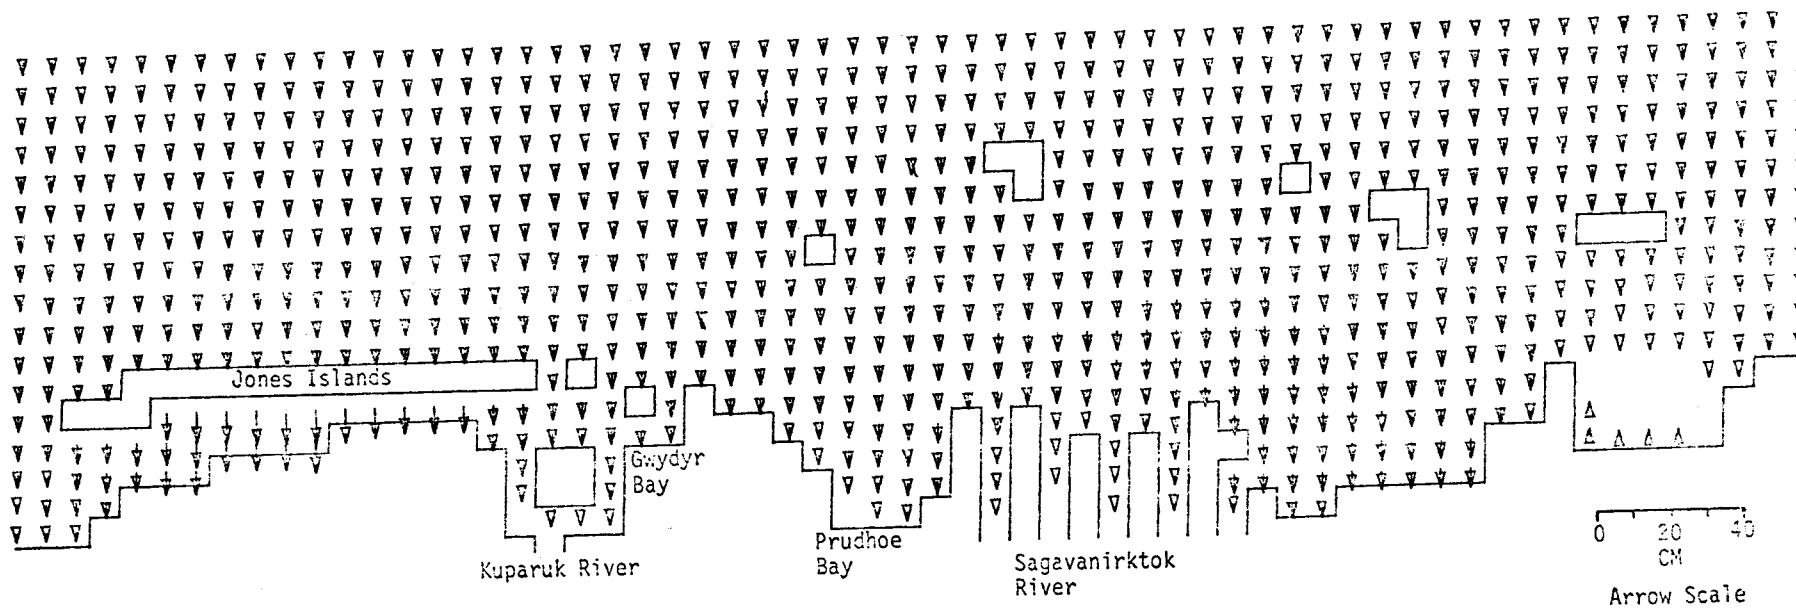 Jones Islands
Gwydyr
Bay
Kuparuk River
Prudhoe
Bay
Sagavanirktok
River
0 20 40
CM
Arrow Scale